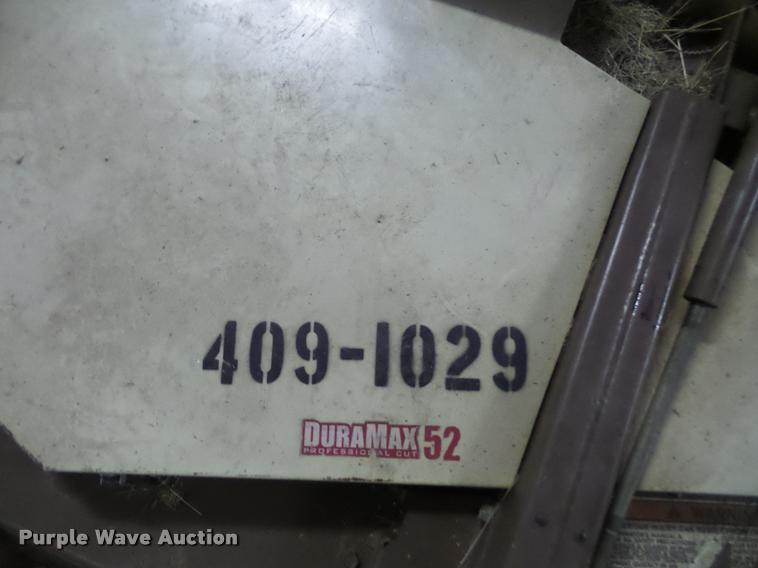 409-1029
DURAMAX 52
PROFESSIONAL CUT
Purple Wave Auction